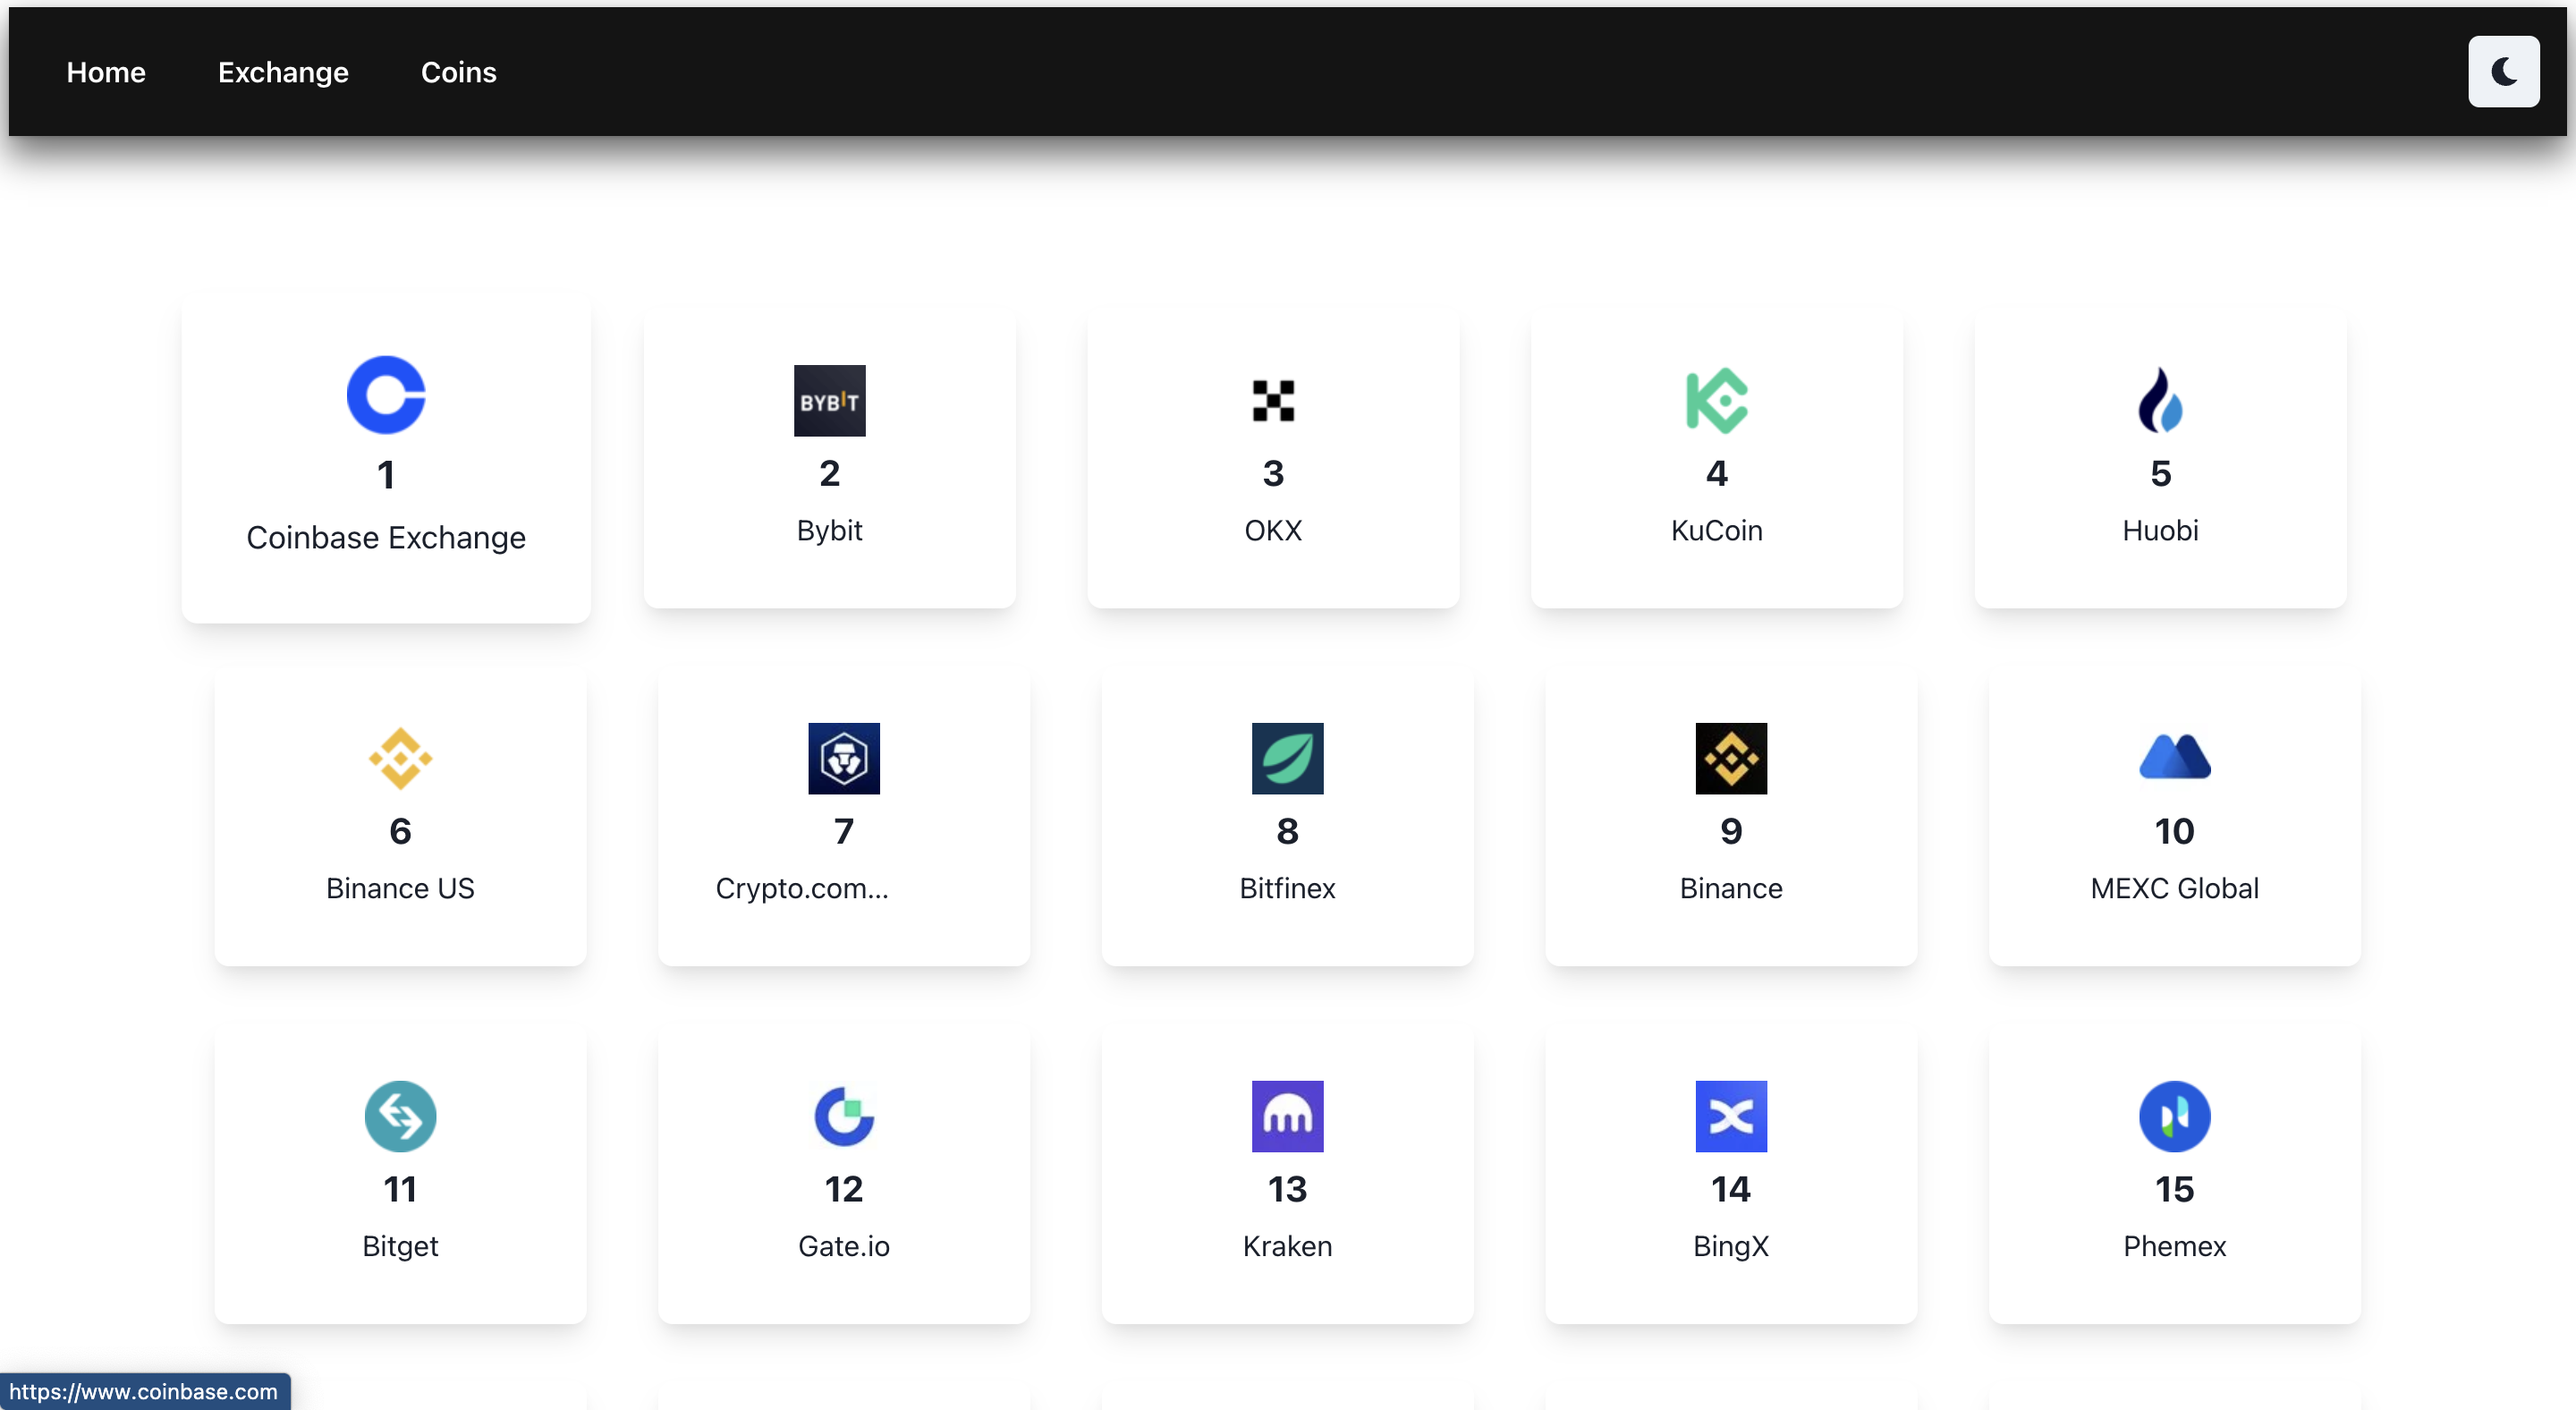 Home Exchange Coins
BYBIT
1 2 3 4 5
Coinbase Exchange Bybit OKX KuCoin Huobi
6 7 8 9 10
Binance US Crypto.com... Bitfinex Binance MEXC Global
11 12 13 14 15
Bitget Gate.io Kraken BingX Phemex
https://www.coinbase.com